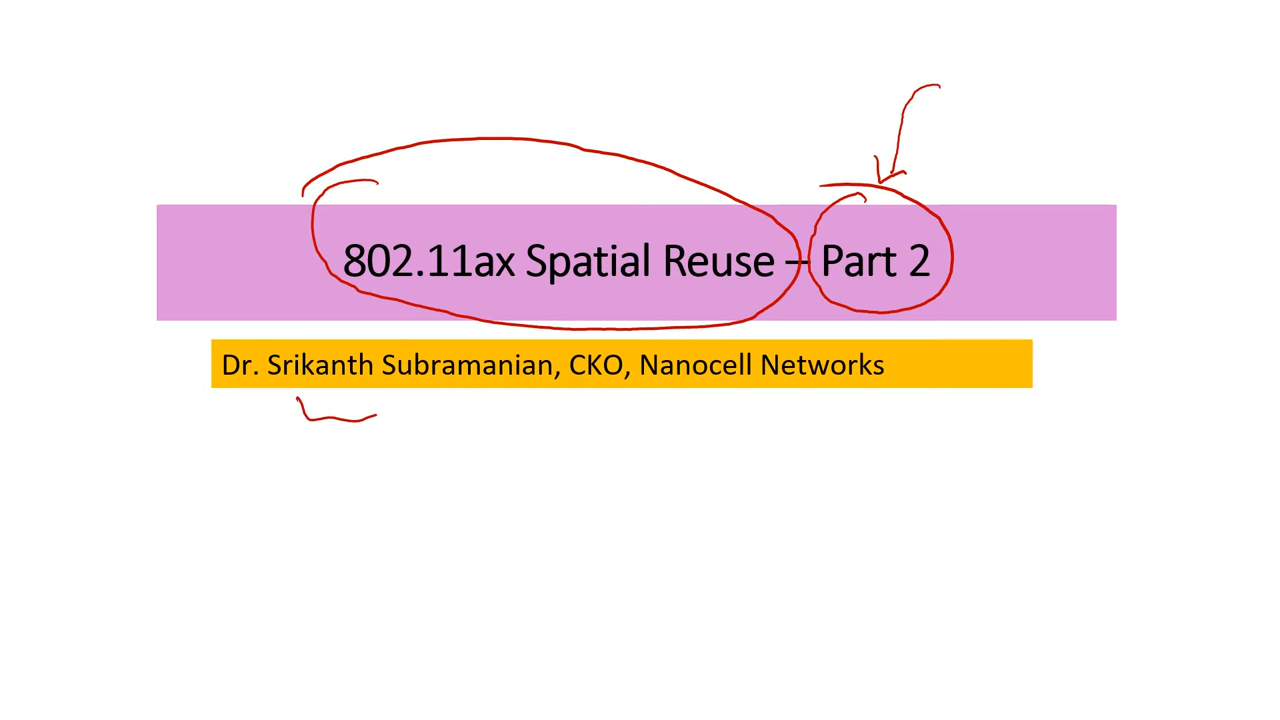 802.11ax Spatial Reuse – Part 2
Dr. Srikanth Subramanian, CKO, Nanocell Networks